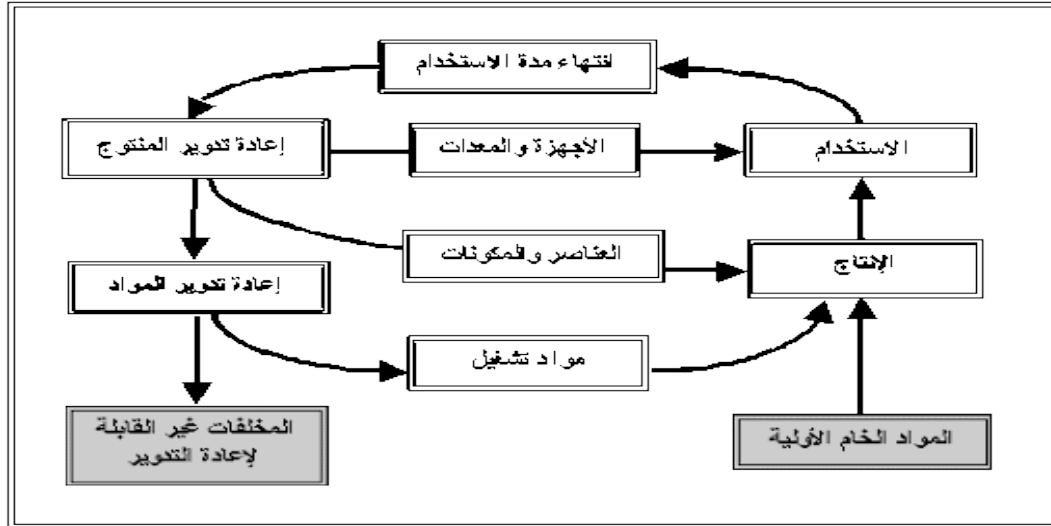 انتهاء مدة الاستخدام
إعادة تدوير المنتوج
الأجهزة والمعدات
الاستخدام
العناصر والمكونات
الإنتاج
إعادة تدوير المواد
مواد تشغيل
المخلفات غير القابلة
لإعادة التدوير
المواد الخام الأولية